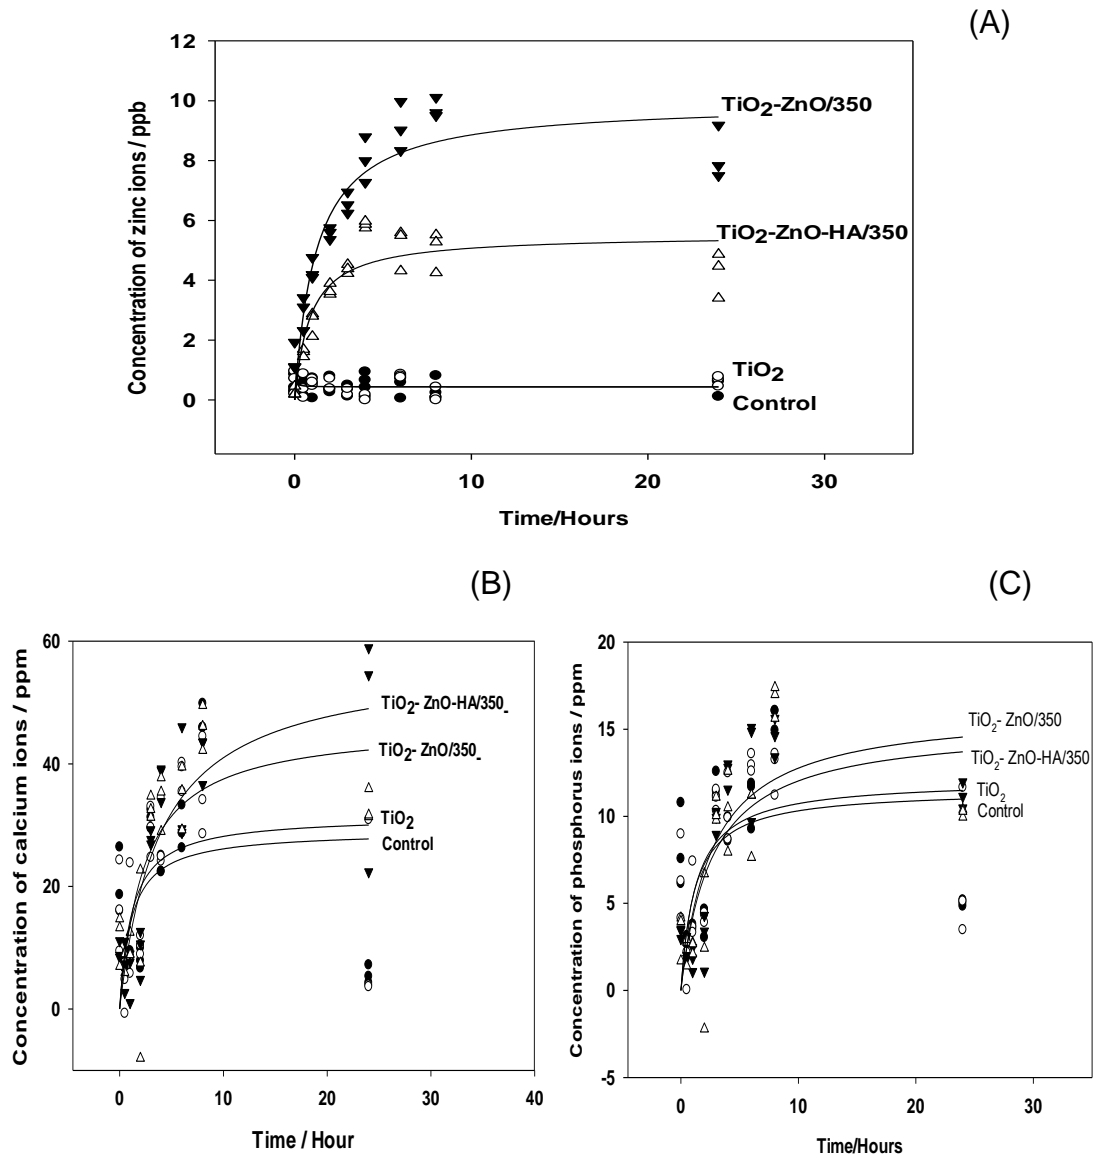 (A)
12
10
8
6
4
2
0
Concentration of zinc ions / ppb
TiO2-ZnO/350
TiO2-ZnO-HA/350
TiO2
Control
0 10 20 30
Time/Hours
(B)
60
40
20
0
Concentration of calcium ions / ppm
TiO2- ZnO-HA/350_
TiO2- ZnO/350_
TiO2
Control
0 10 20 30 40
Time / Hour
(C)
20
15
10
5
0
-5
Concentration of phosphorus ions / ppm
TiO2- ZnO/350
TiO2- ZnO-HA/350
TiO2
Control
0 10 20 30
Time/Hours